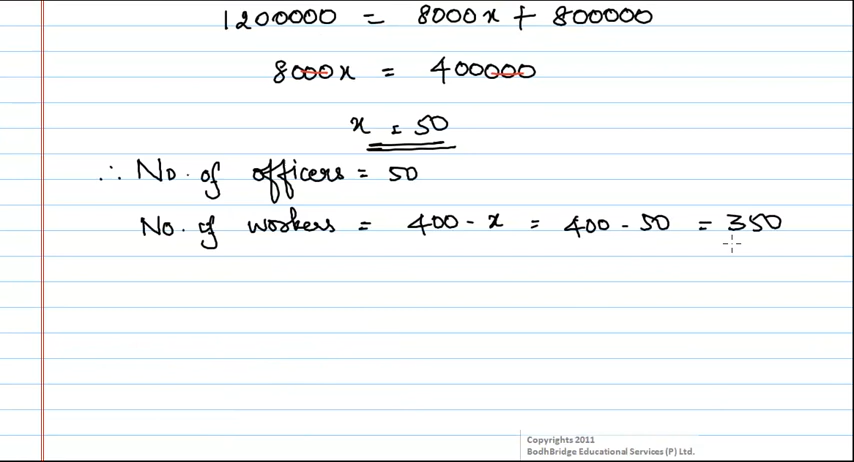 1200000 = 8000x + 800000
8000x = 400000
x = 50
∴ No. of officers = 50
No. of workers = 400 - x = 400 - 50 = 350
Copyrights 2011
BodhBridge Educational Services (P) Ltd.